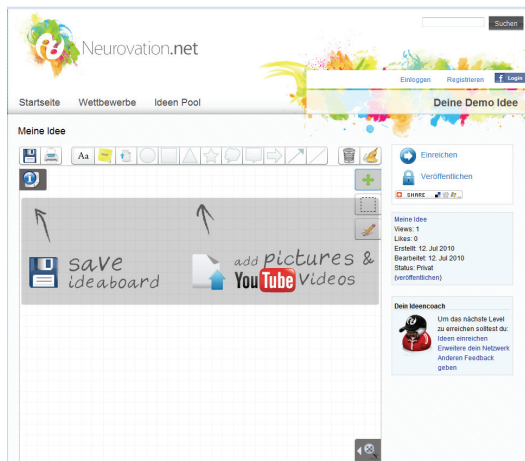 Suchen
Neurovation.net
Einloggen
Registrieren
Login
Startseite
Wettbewerbe
Ideen Pool
Deine Demo Idee
Meine Idee
Aa
Einreichen
Veröffentlichen
SHARE
save
ideaboard
add pictures &
YouTube Videos
Meine Idee
Views: 1
Likes: 0
Erstellt: 12. Jul 2010
Bearbeitet: 12. Jul 2010
Status: Privat
(veröffentlichen)
Dein Ideencoach
Um das nächste Level
zu erreichen solltest du:
Ideen einreichen
Erweitere dein Netzwerk
Anderen Feedback
geben